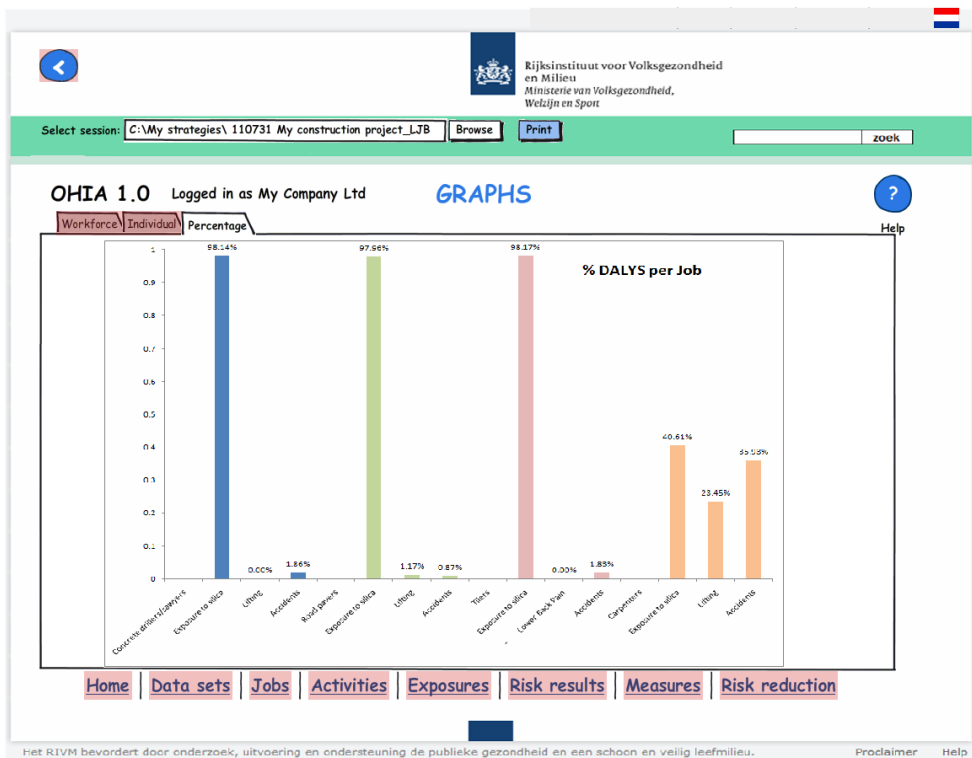 Rijksinstituut voor Volksgezondheid
en Milieu
Ministerie van Volksgezondheid,
Welzijn en Sport
Select session: C:\My strategies\ 110731 My construction project_LJB Browse Print zoek
OHIA 1.0 Logged in as My Company Ltd GRAPHS ?
Help
Workforce Individual Percentage
% DALYS per Job
1
0.9
0.8
0.7
0.6
0.5
0.4
0.3
0.2
0.1
0
98.14% 0.00% 1.86% 97.96% 1.17% 0.87% 98.17% 0.00% 1.83% 40.61% 23.45% 35.93%
Concrete drillers/sawyers
Exposure to silica
Lifting
Accidents
Road pavers
Exposure to silica
Lifting
Accidents
Tilers
Exposure to silica
Lower Back Pain
Accidents
Carpenters
Exposure to silica
Lifting
Accidents
Home | Data sets | Jobs | Activities | Exposures | Risk results | Measures | Risk reduction
Het RIVM bevordert door onderzoek, uitvoering en ondersteuning de publieke gezondheid en een schoon en veilig leefmilieu. Proclaimer Help